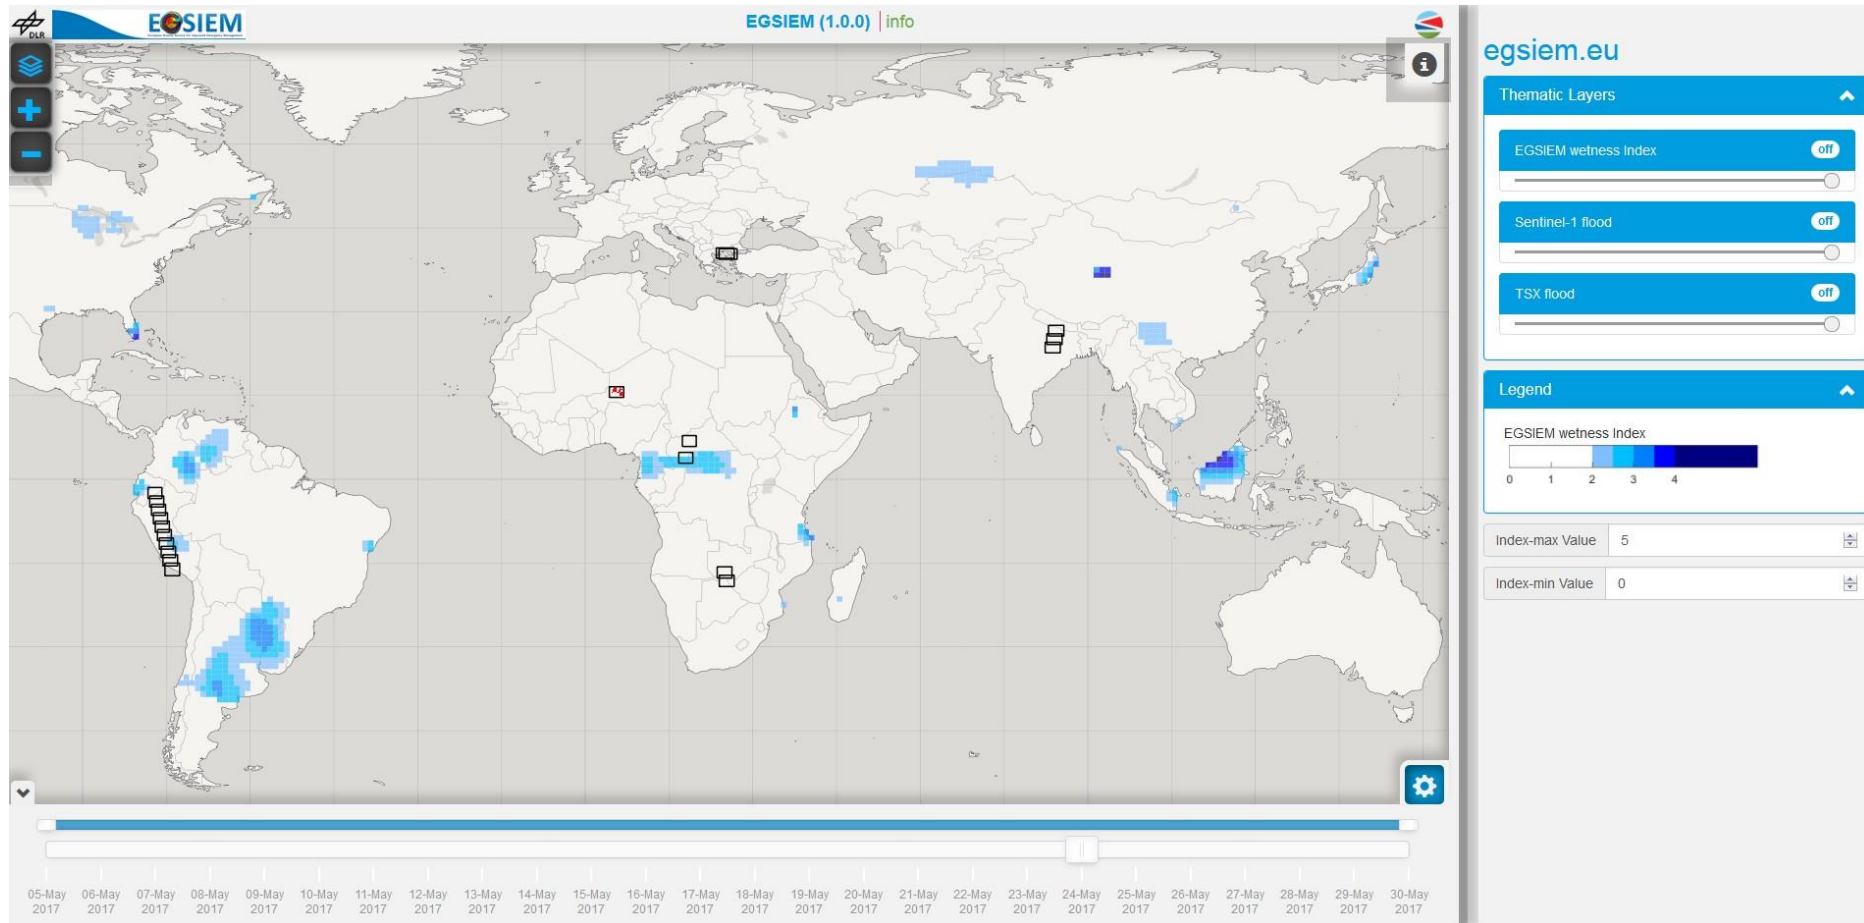 DLR
EGSIEM
EGSIEM (1.0.0) | info
egsiem.eu
Thematic Layers
EGSIEM wetness Index off
Sentinel-1 flood off
TSX flood off
Legend
EGSIEM wetness Index
0 1 2 3 4
Index-max Value 5
Index-min Value 0
05-May 06-May 07-May 08-May 09-May 10-May 11-May 12-May 13-May 14-May 15-May 16-May 17-May 18-May 19-May 20-May 21-May 22-May 23-May 24-May 25-May 26-May 27-May 28-May 29-May 30-May
2017 2017 2017 2017 2017 2017 2017 2017 2017 2017 2017 2017 2017 2017 2017 2017 2017 2017 2017 2017 2017 2017 2017 2017 2017 2017